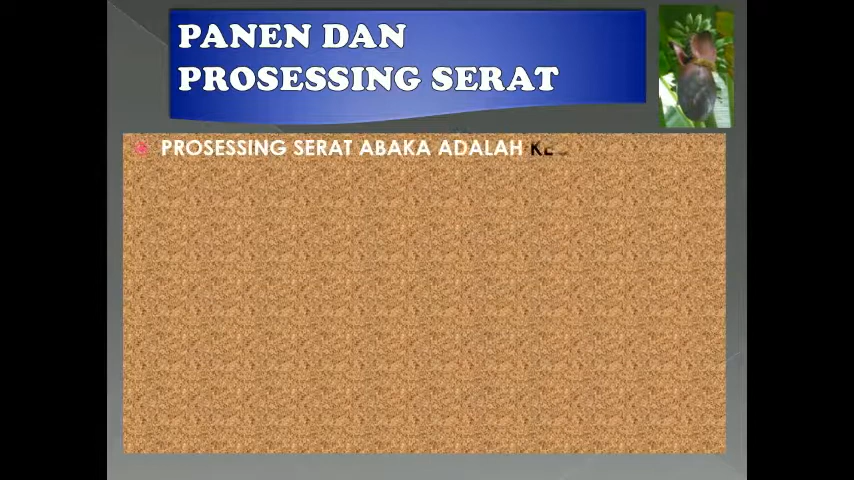 PANEN DAN
PROSESSING SERAT
PROSESSING SERAT ABAKA ADALAH